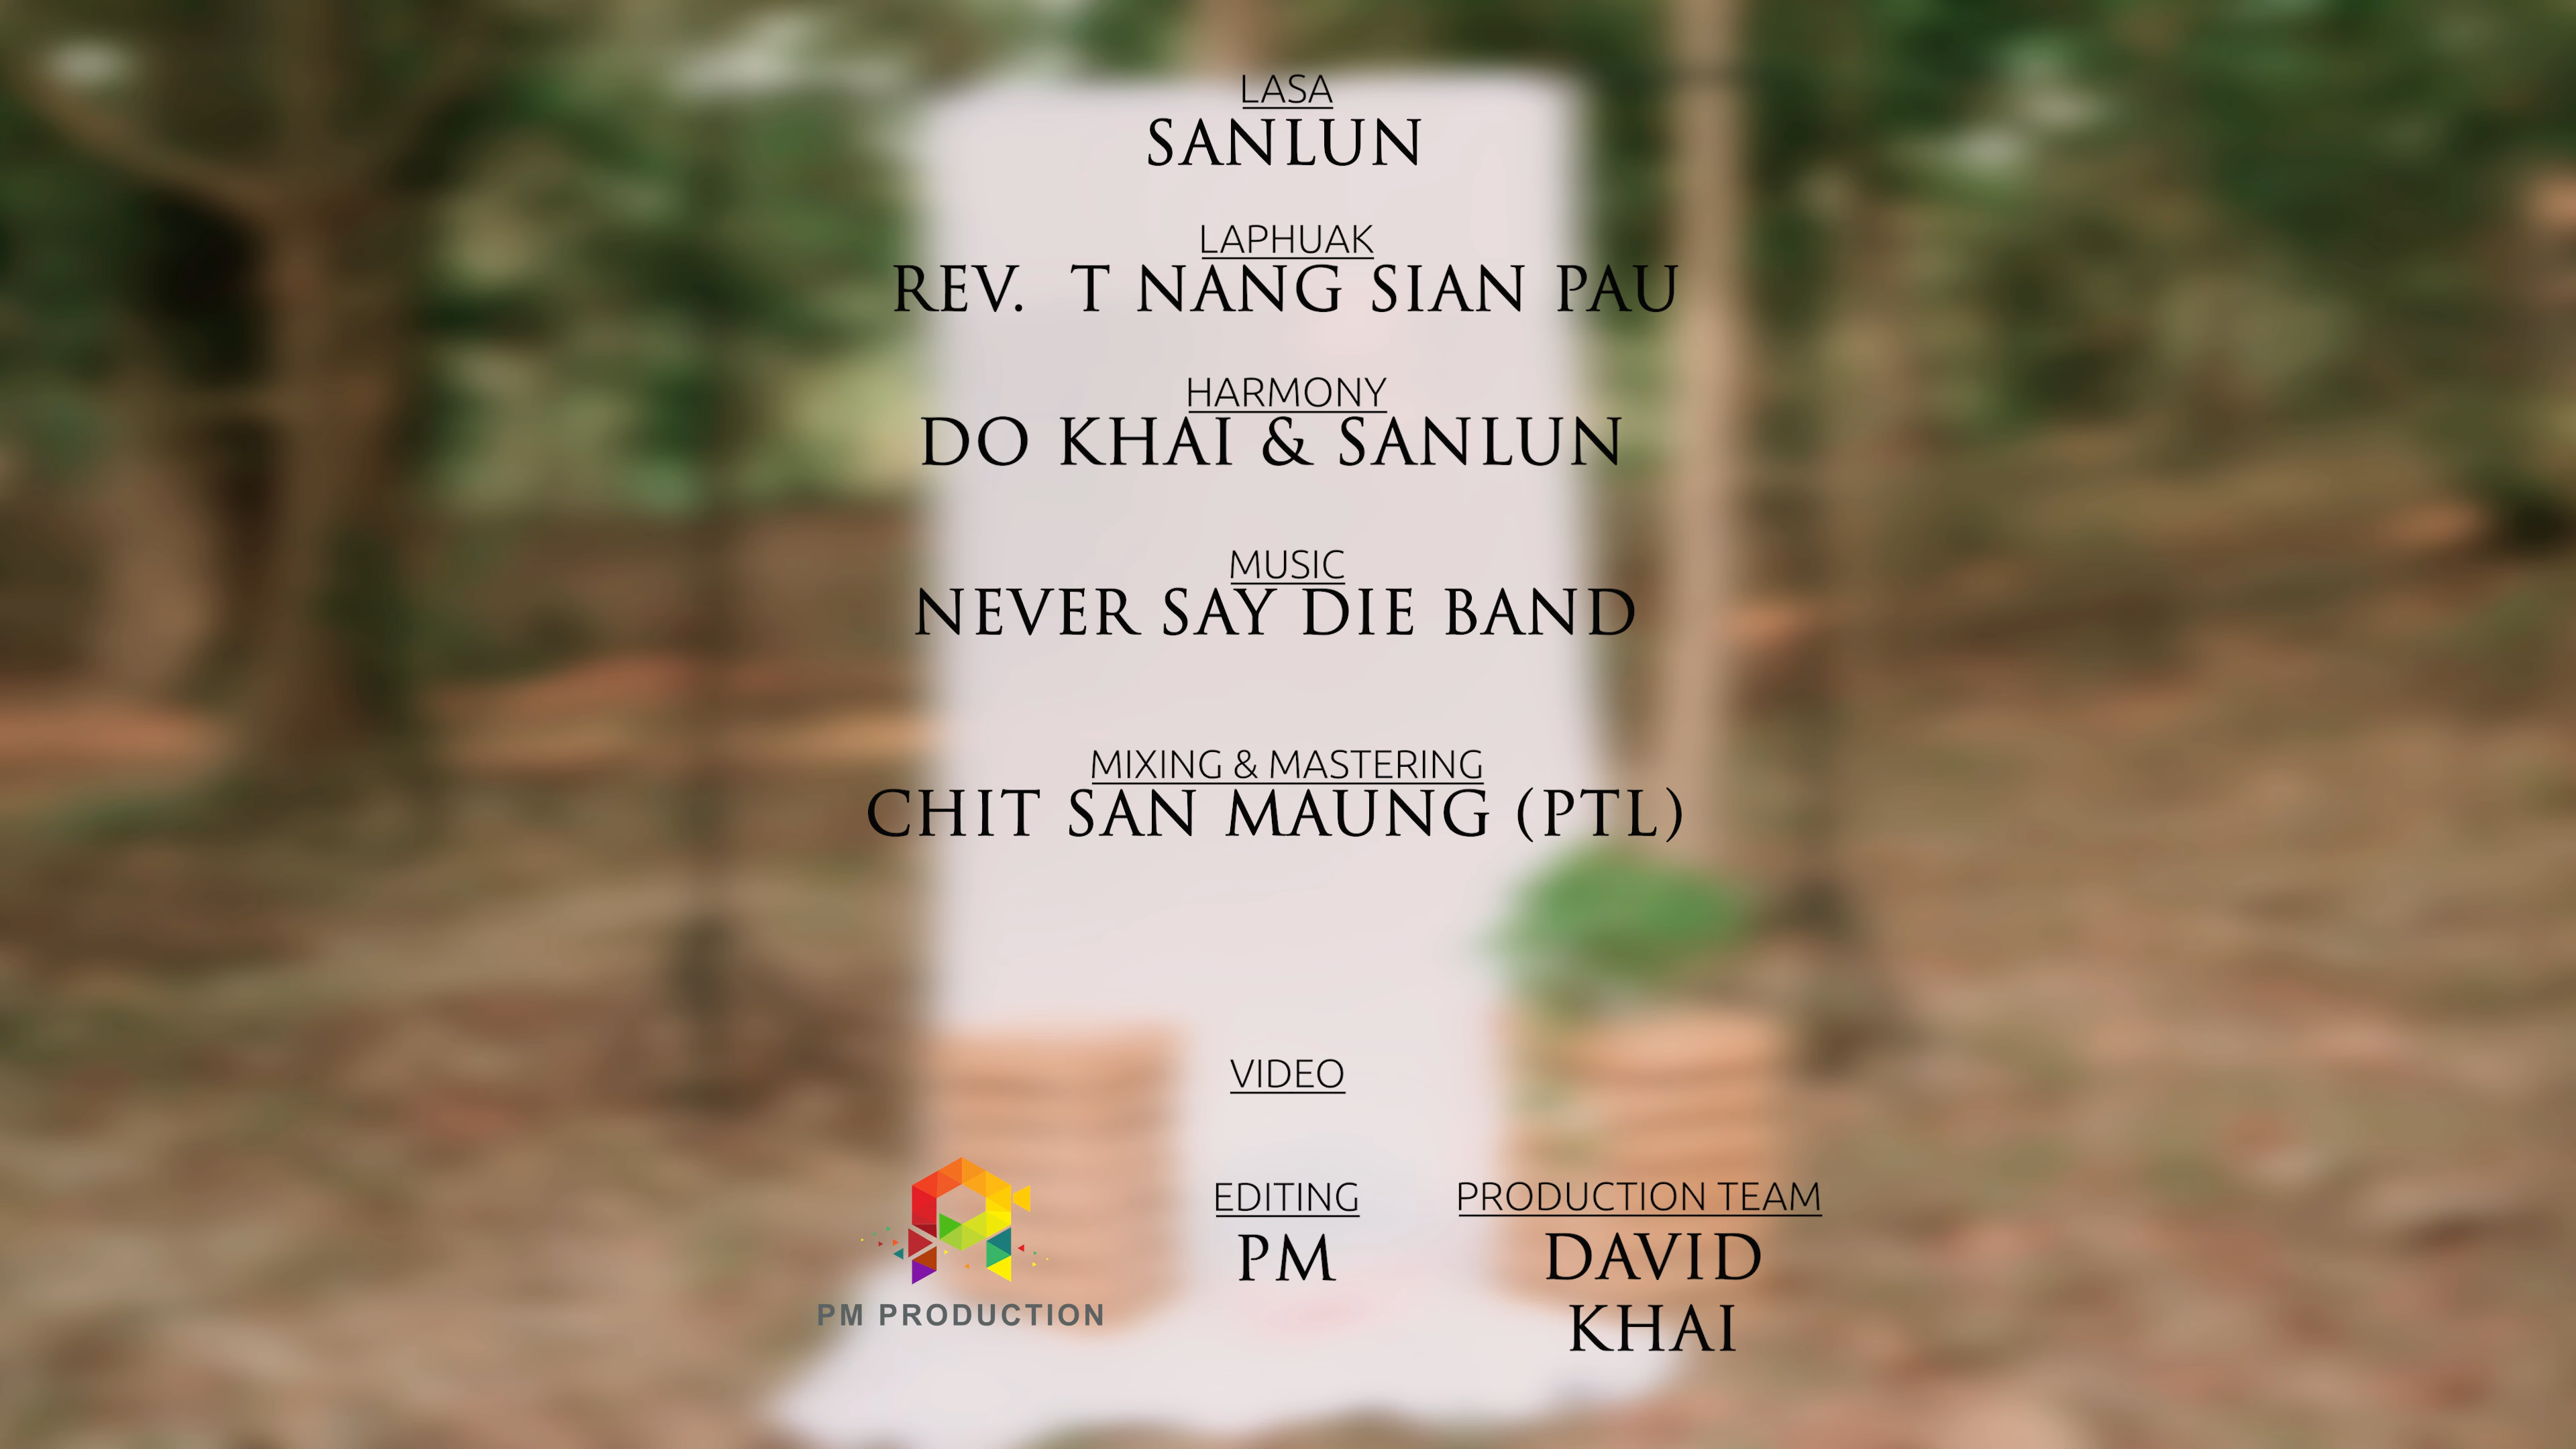 LASA
SANLUN
LAPHUAK
REV. T NANG SIAN PAU
HARMONY
DO KHAI & SANLUN
MUSIC
NEVER SAY DIE BAND
MIXING & MASTERING
CHIT SAN MAUNG (PTL)
VIDEO
PM PRODUCTION
EDITING
PM
PRODUCTION TEAM
DAVID
KHAI